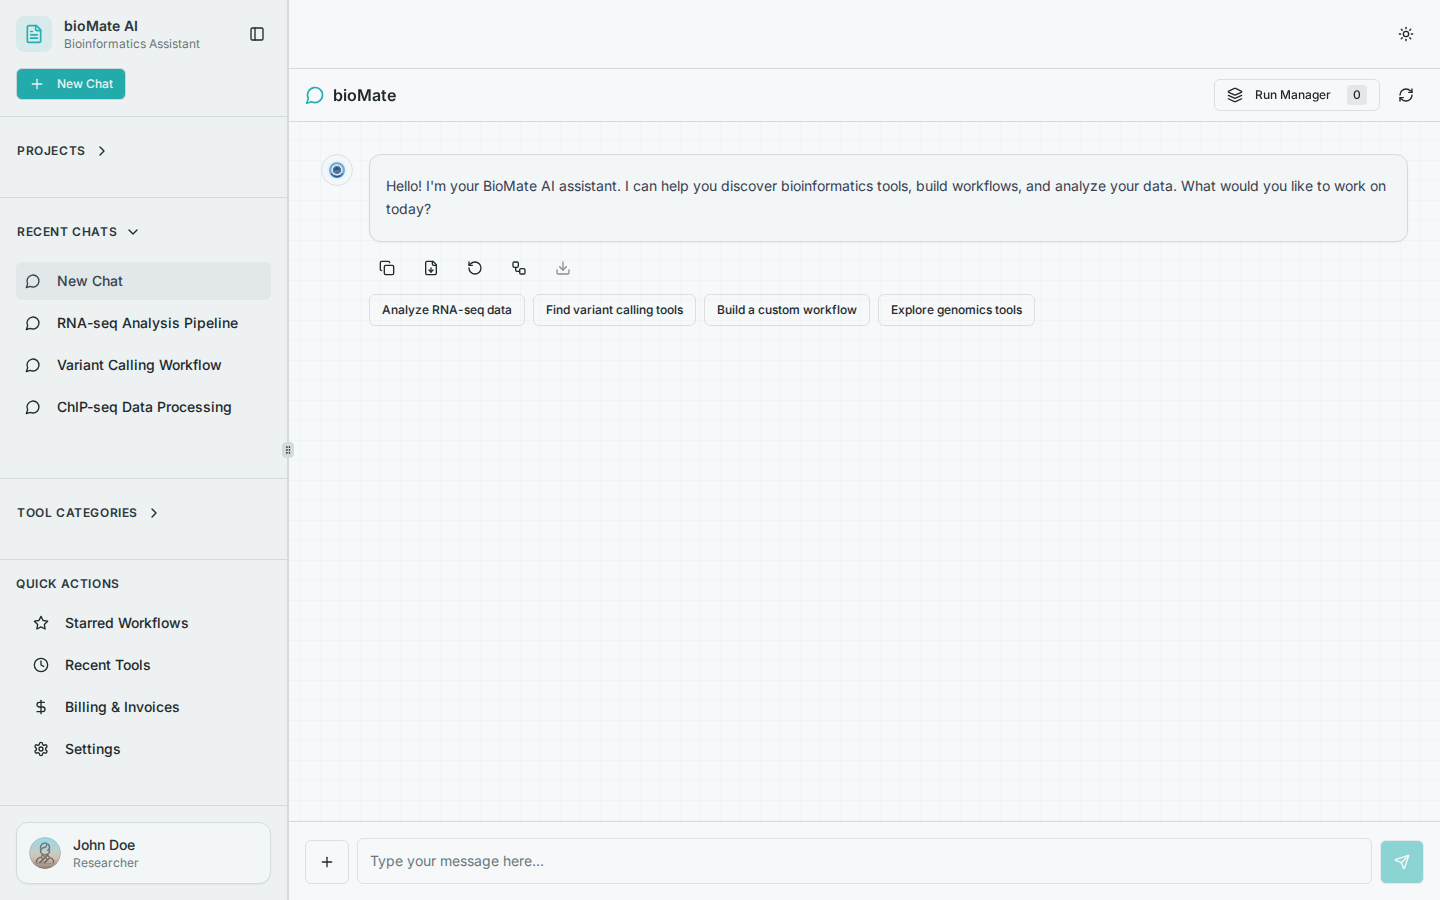 bioMate AI
Bioinformatics Assistant
New Chat
PROJECTS
RECENT CHATS
New Chat
RNA-seq Analysis Pipeline
Variant Calling Workflow
ChIP-seq Data Processing
TOOL CATEGORIES
QUICK ACTIONS
Starred Workflows
Recent Tools
Billing & Invoices
Settings
John Doe
Researcher
bioMate
Run Manager 0
Hello! I'm your BioMate AI assistant. I can help you discover bioinformatics tools, build workflows, and analyze your data. What would you like to work on
today?
Analyze RNA-seq data Find variant calling tools Build a custom workflow Explore genomics tools
Type your message here...